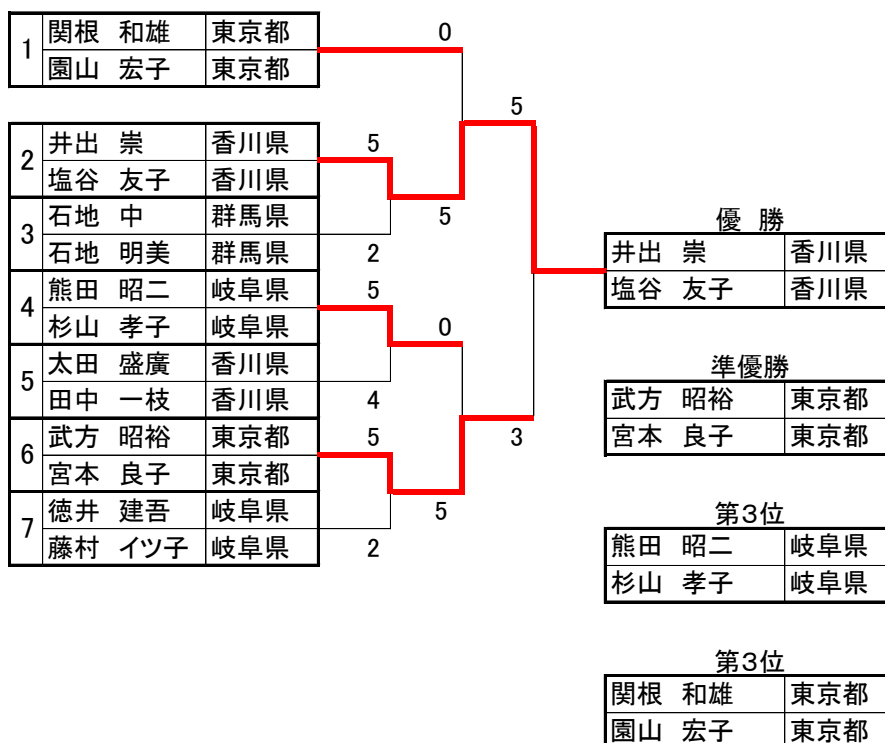 1 関根 和雄 東京都 0
園山 宏子 東京都
5
2 井出 崇 香川県 5
塩谷 友子 香川県
3 石地 中 群馬県 5
石地 明美 群馬県 2
4 熊田 昭二 岐阜県 5
杉山 孝子 岐阜県 0
5 太田 盛廣 香川県
田中 一枝 香川県 4
6 武方 昭裕 東京都 5 3
宮本 良子 東京都
7 徳井 建吾 岐阜県 5
藤村 イツ子 岐阜県 2
優 勝
井出 崇 香川県
塩谷 友子 香川県
準優勝
武方 昭裕 東京都
宮本 良子 東京都
第3位
熊田 昭二 岐阜県
杉山 孝子 岐阜県
第3位
関根 和雄 東京都
園山 宏子 東京都